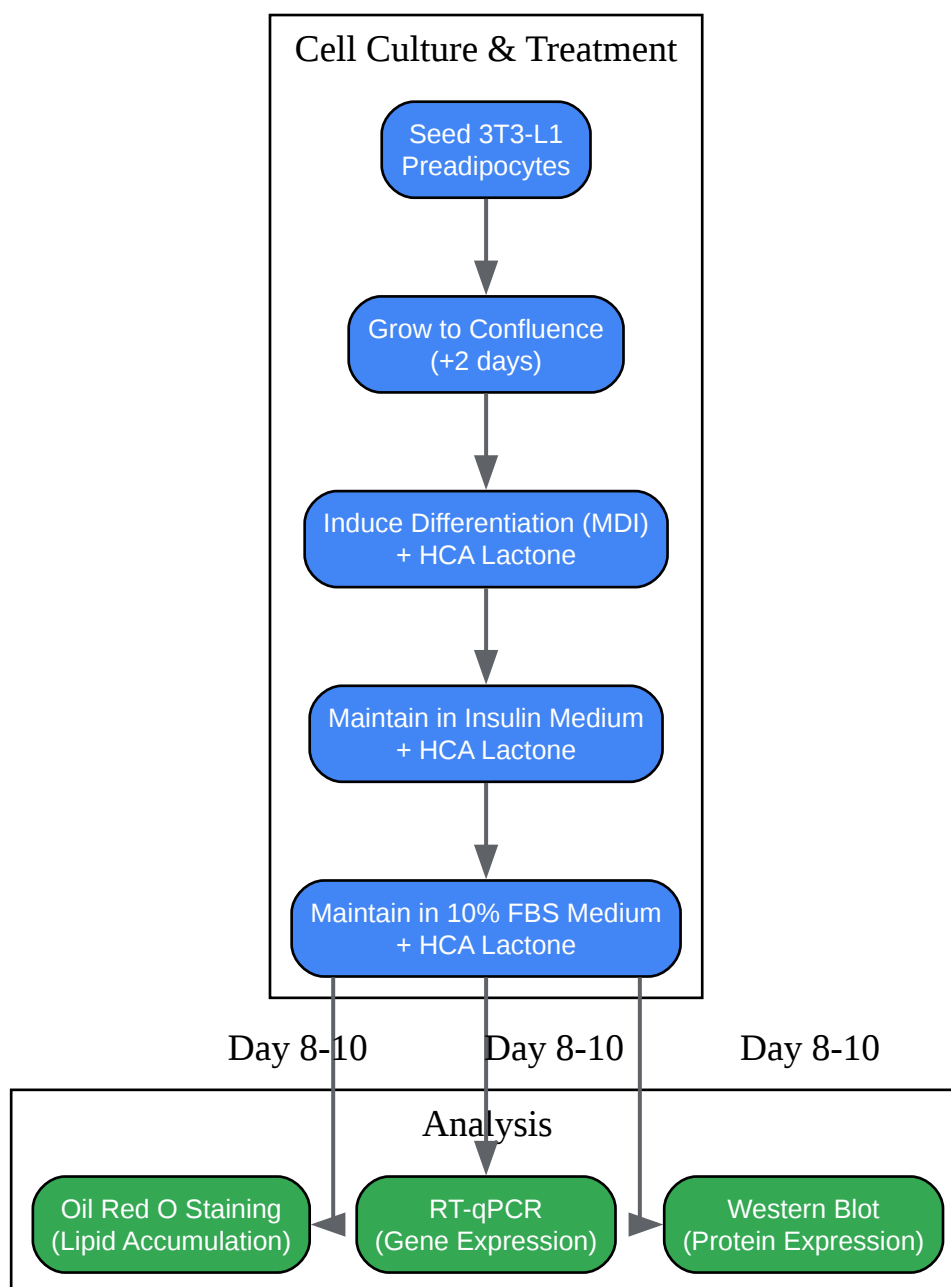 Cell Culture & Treatment
Seed 3T3-L1
Preadipocytes
Grow to Confluence
(+2 days)
Induce Differentiation (MDI)
+ HCA Lactone
Maintain in Insulin Medium
+ HCA Lactone
Maintain in 10% FBS Medium
+ HCA Lactone
Day 8-10
Day 8-10
Day 8-10
Analysis
Oil Red O Staining
(Lipid Accumulation)
RT-qPCR
(Gene Expression)
Western Blot
(Protein Expression)